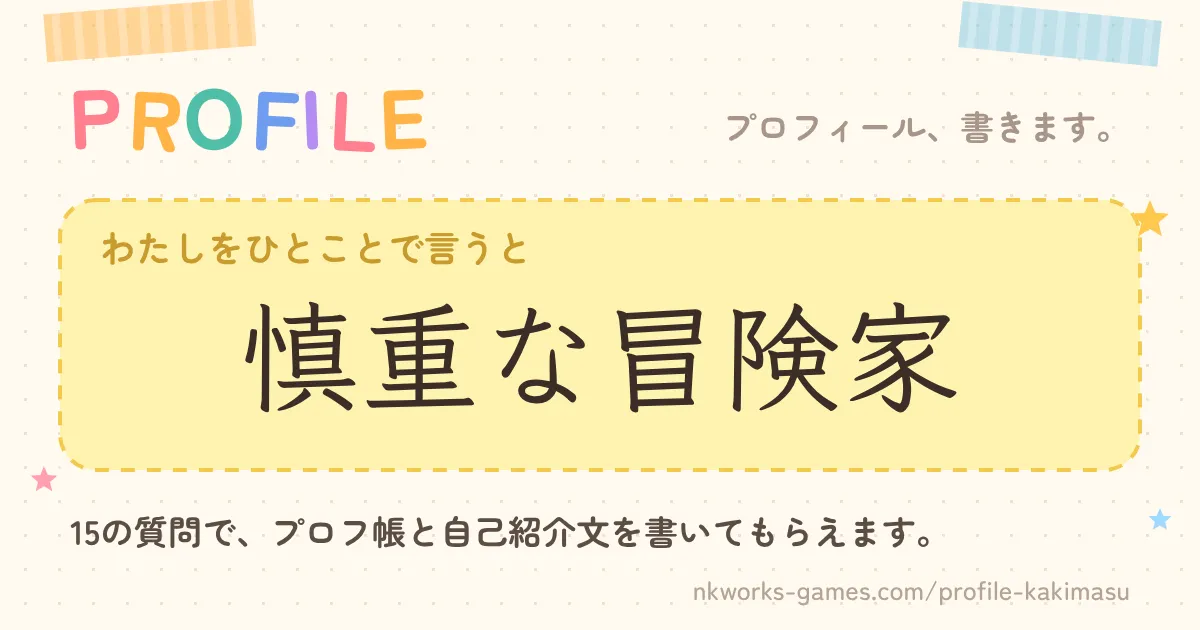 PROFILE
プロフィール、書きます。
わたしをひとことで言うと
慎重な冒険家
15の質問で、プロフ帳と自己紹介文を書いてもらえます。
nkworks-games.com/profile-kakimasu